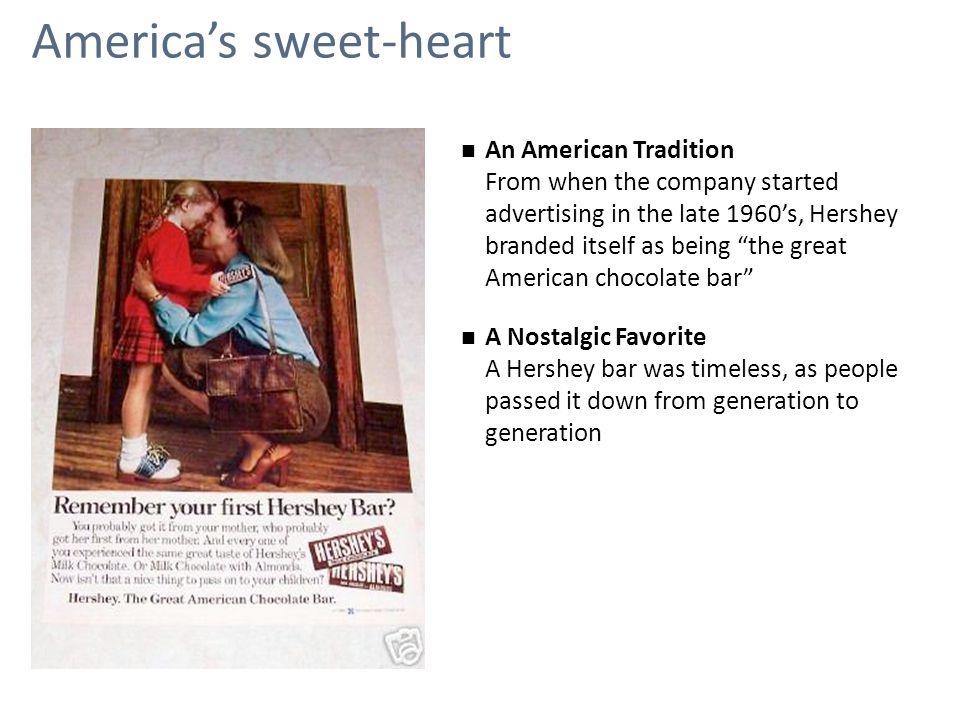 America’s sweet-heart
■ An American Tradition
From when the company started
advertising in the late 1960’s, Hershey
branded itself as being “the great
American chocolate bar”
■ A Nostalgic Favorite
A Hershey bar was timeless, as people
passed it down from generation to
generation
HERSHEY'S
Remember your first Hershey Bar?
You probably got it from your mother, who probably
got her first from her mother. And every one of
you experienced the same great taste of Hershey's
Milk Chocolate. Or Milk Chocolate with Almonds.
Now isn't that a nice thing to pass on to your children?
HERSHEY'S
HERSHEY'S
Hershey. The Great American Chocolate Bar.